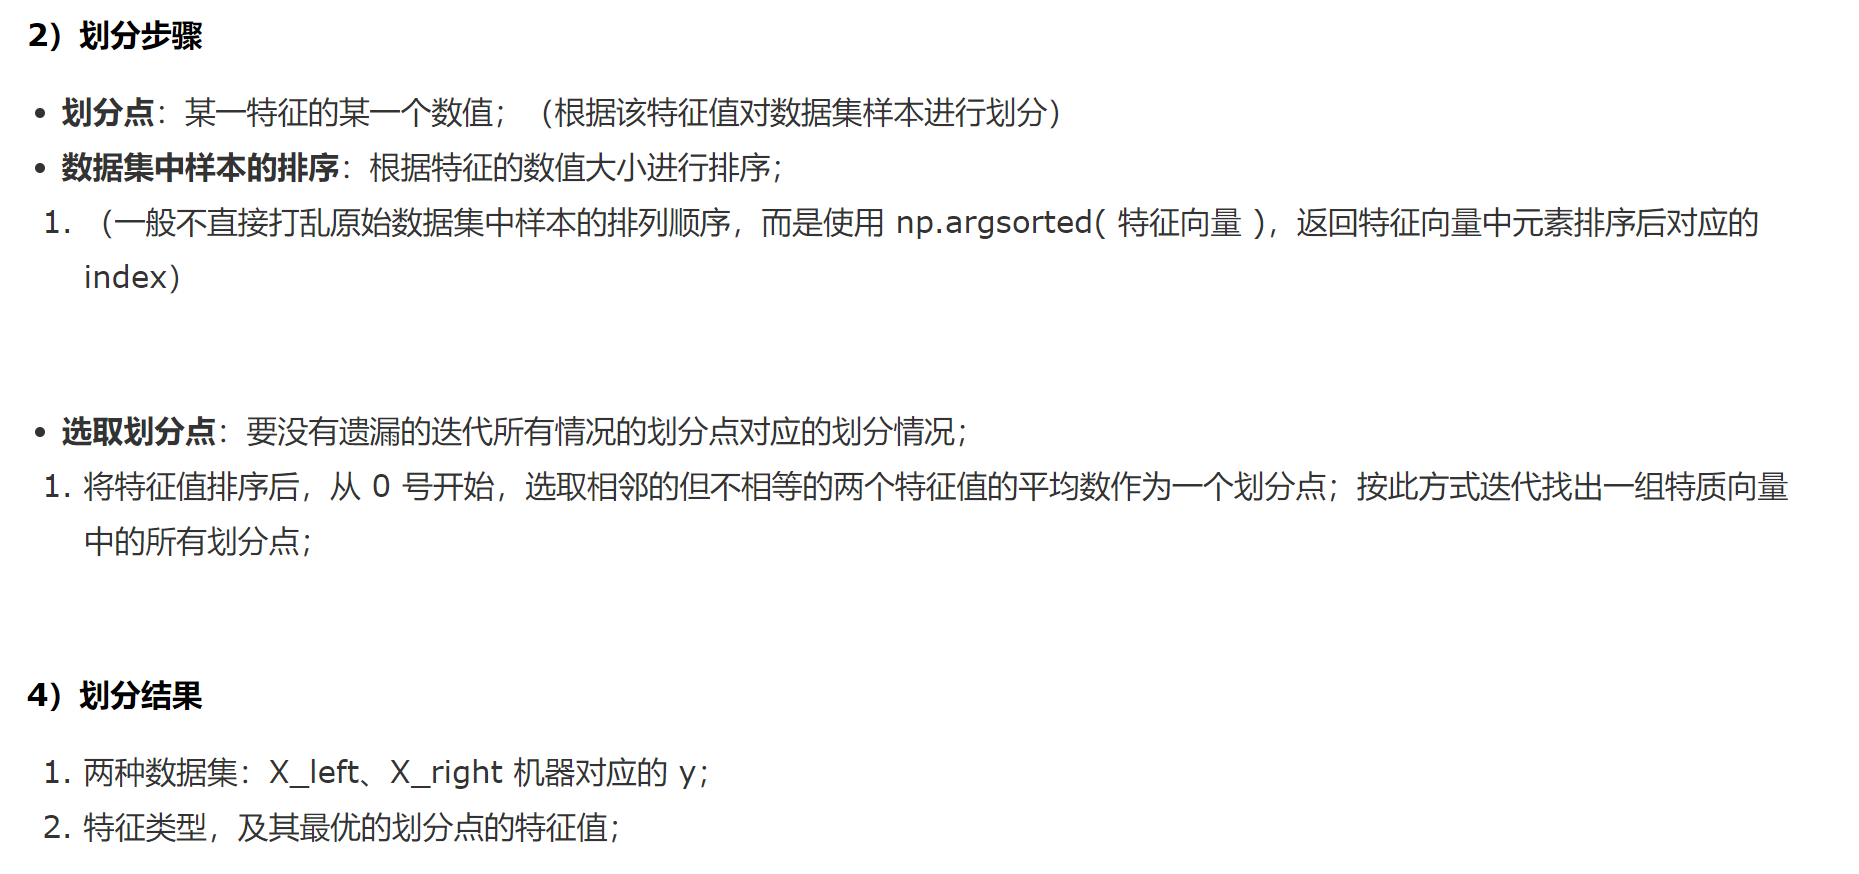 2）划分步骤
划分点：某一特征的某一个数值；（根据该特征值对数据集样本进行划分）
数据集中样本的排序：根据特征的数值大小进行排序；
1. （一般不直接打乱原始数据集中样本的排列顺序，而是使用 np.argsorted( 特征向量 )，返回特征向量中元素排序后对应的
index）
选取划分点：要没有遗漏的迭代所有情况的划分点对应的划分情况；
1. 将特征值排序后，从 0 号开始，选取相邻的但不相等的两个特征值的平均数作为一个划分点；按此方式迭代找出一组特质向量
中的所有划分点；
4）划分结果
1. 两种数据集：X_left、X_right 机器对应的 y；
2. 特征类型，及其最优的划分点的特征值；